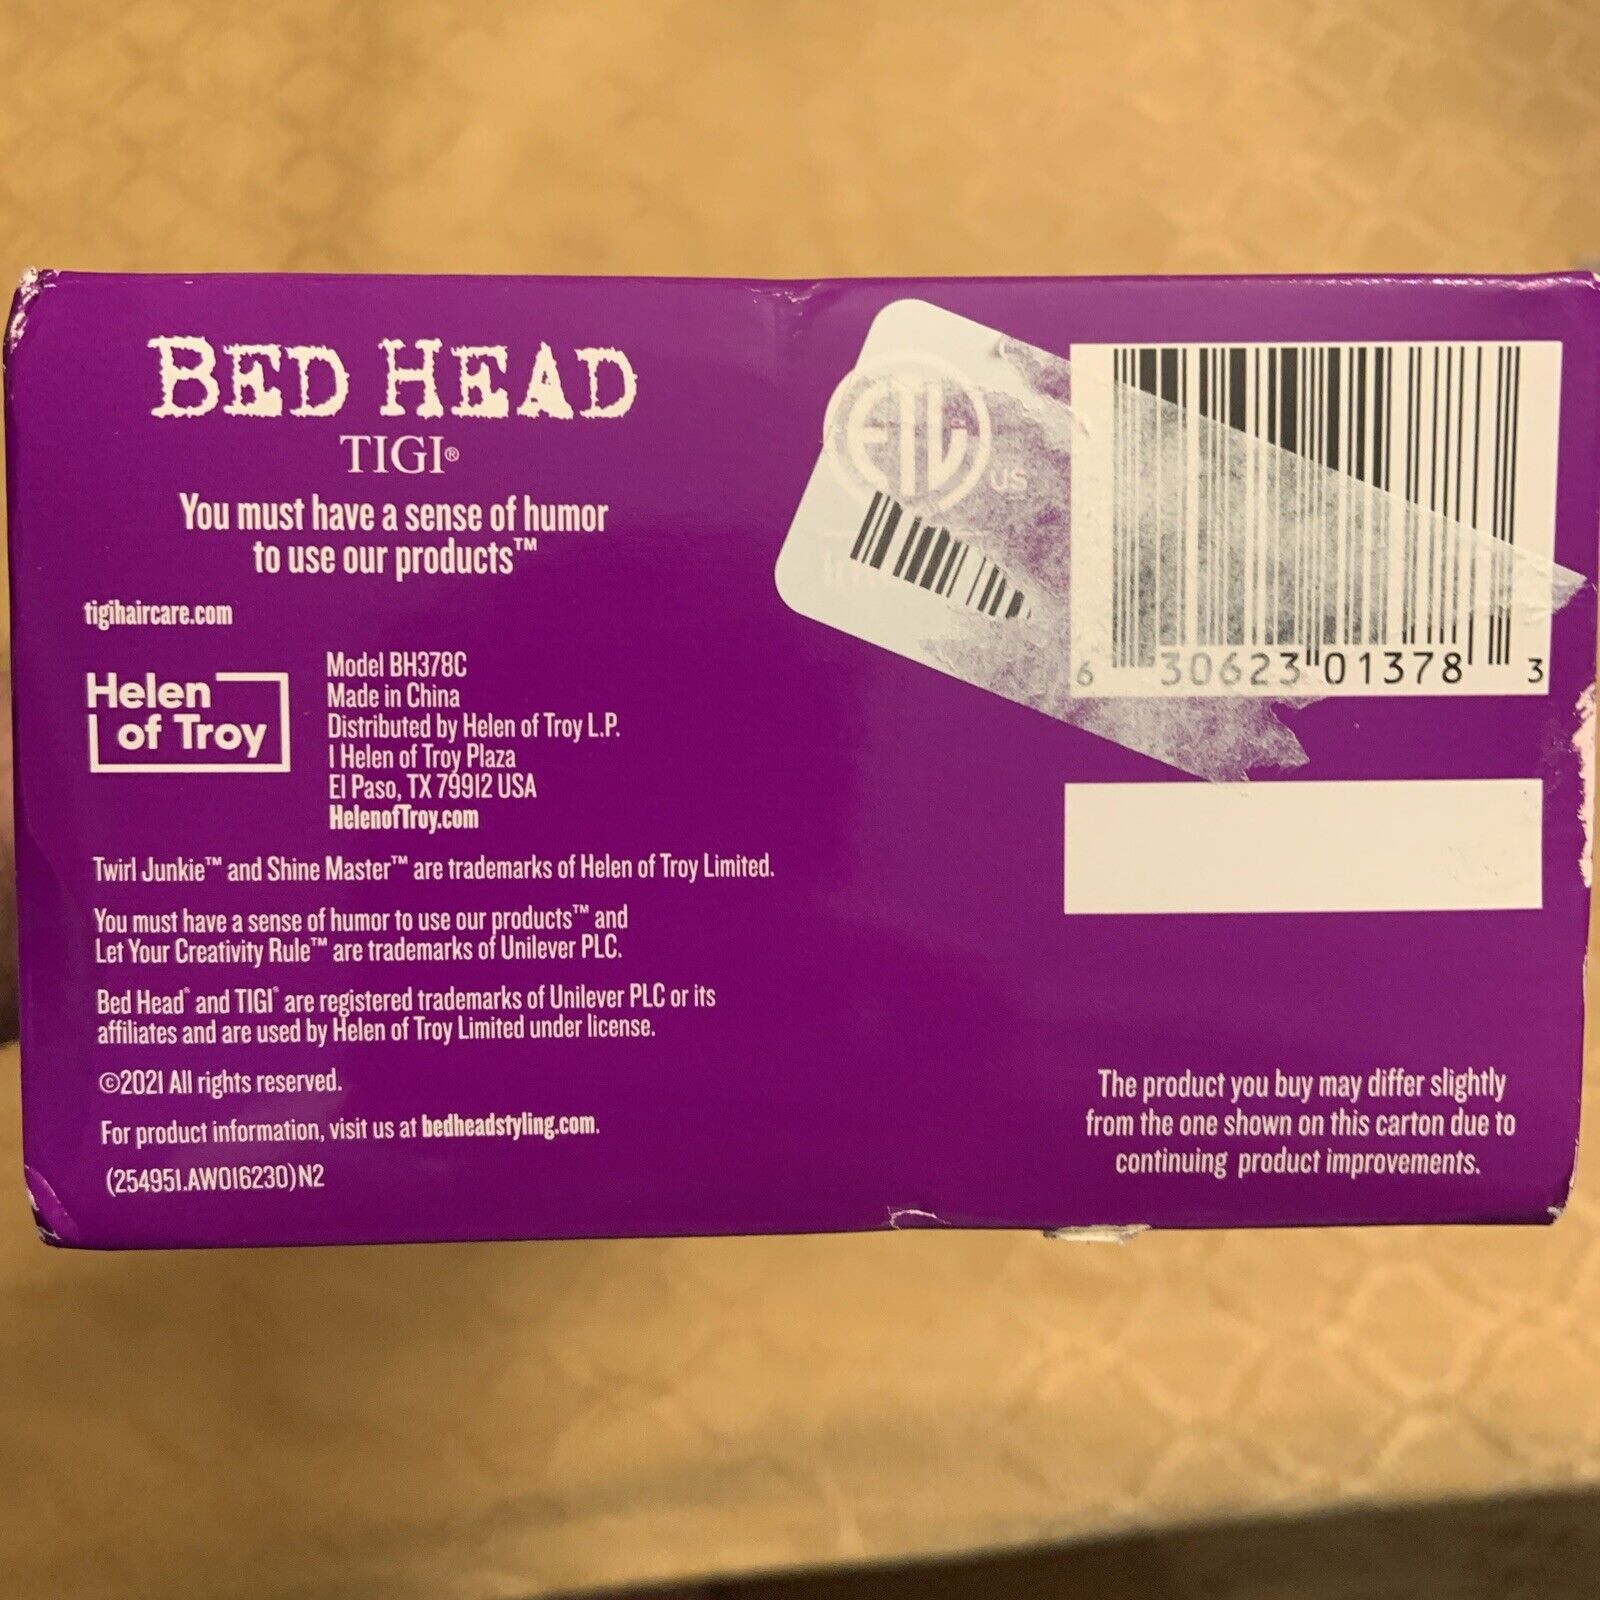 BED HEAD
TIGI®
You must have a sense of humor
to use our products™
tigihaircare.com
Helen
of Troy
Model BH378C
Made in China
Distributed by Helen of Troy L.P.
1 Helen of Troy Plaza
El Paso, TX 79912 USA
HelenofTroy.com
Twirl Junkie™ and Shine Master™ are trademarks of Helen of Troy Limited.
You must have a sense of humor to use our products™ and
Let Your Creativity Rule™ are trademarks of Unilever PLC.
Bed Head® and TIGI® are registered trademarks of Unilever PLC or its
affiliates and are used by Helen of Troy Limited under license.
©2021 All rights reserved.
For product information, visit us at bedheadstyling.com.
(254951.AW016230)N2
ETL
US
6 30623 01378 3
The product you buy may differ slightly
from the one shown on this carton due to
continuing product improvements.